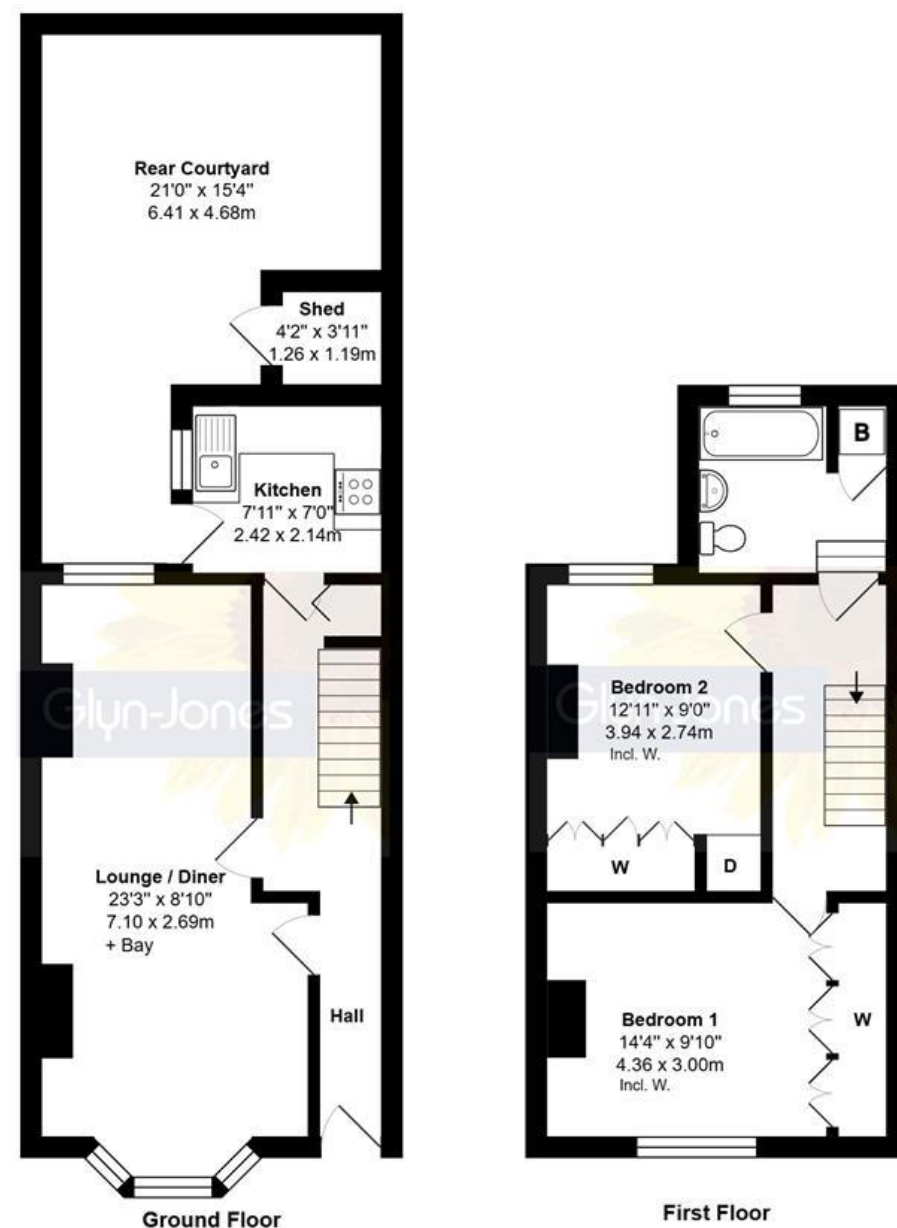 Rear Courtyard
21'0" x 15'4"
6.41 x 4.68m
Shed
4'2" x 3'11"
1.26 x 1.19m
Kitchen
7'11" x 7'0"
2.42 x 2.14m
Glyn-Jones
Lounge / Diner
23'3" x 8'10"
7.10 x 2.69m
+ Bay
Hall
Ground Floor
B
Bedroom 2
12'11" x 9'0"
3.94 x 2.74m
Incl. W.
Glyn-Jones
W
D
Bedroom 1
14'4" x 9'10"
4.36 x 3.00m
Incl. W.
W
First Floor